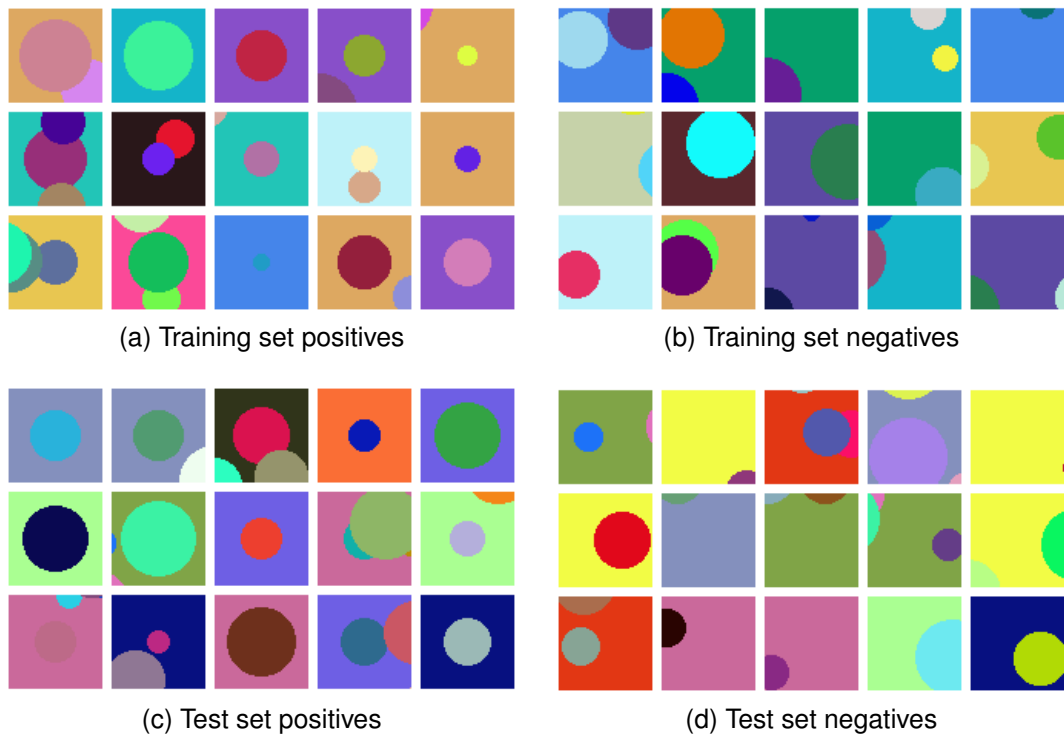 (a) Training set positives
(b) Training set negatives
(c) Test set positives
(d) Test set negatives